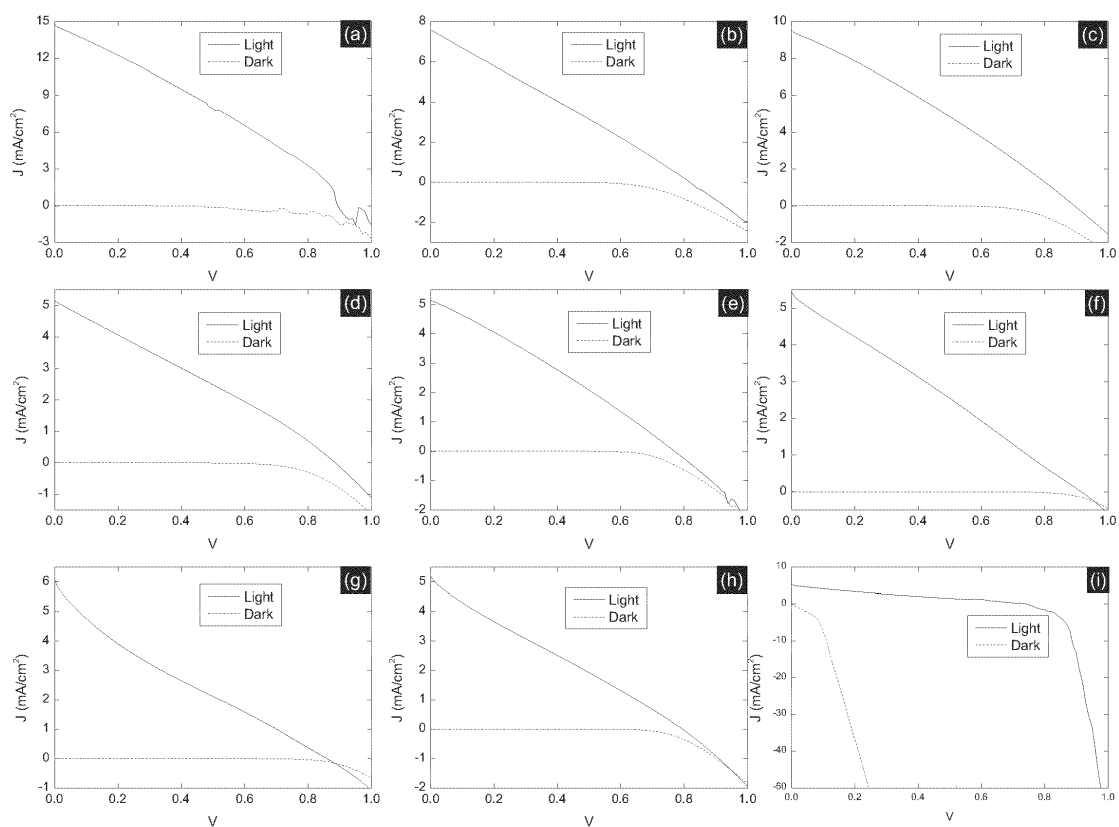 (a)
Light
Dark
J (mA/cm²)
15
12
9
6
3
0
-3
0.0 0.2 0.4 0.6 0.8 1.0
V
(b)
Light
Dark
J (mA/cm²)
8
6
4
2
0
-2
0.0 0.2 0.4 0.6 0.8 1.0
V
(c)
Light
Dark
J (mA/cm²)
10
8
6
4
2
0
-2
0.0 0.2 0.4 0.6 0.8 1.0
V
(d)
Light
Dark
J (mA/cm²)
5
4
3
2
1
0
-1
0.0 0.2 0.4 0.6 0.8 1.0
V
(e)
Light
Dark
J (mA/cm²)
5
4
3
2
1
0
-1
-2
0.0 0.2 0.4 0.6 0.8 1.0
V
(f)
Light
Dark
J (mA/cm²)
5
4
3
2
1
0
0.0 0.2 0.4 0.6 0.8 1.0
V
(g)
Light
Dark
J (mA/cm²)
6
5
4
3
2
1
0
-1
0.0 0.2 0.4 0.6 0.8 1.0
V
(h)
Light
Dark
J (mA/cm²)
5
4
3
2
1
0
-1
-2
0.0 0.2 0.4 0.6 0.8 1.0
V
(i)
Light
Dark
J (mA/cm²)
10
0
-10
-20
-30
-40
-50
0.0 0.2 0.4 0.6 0.8 1.0
V